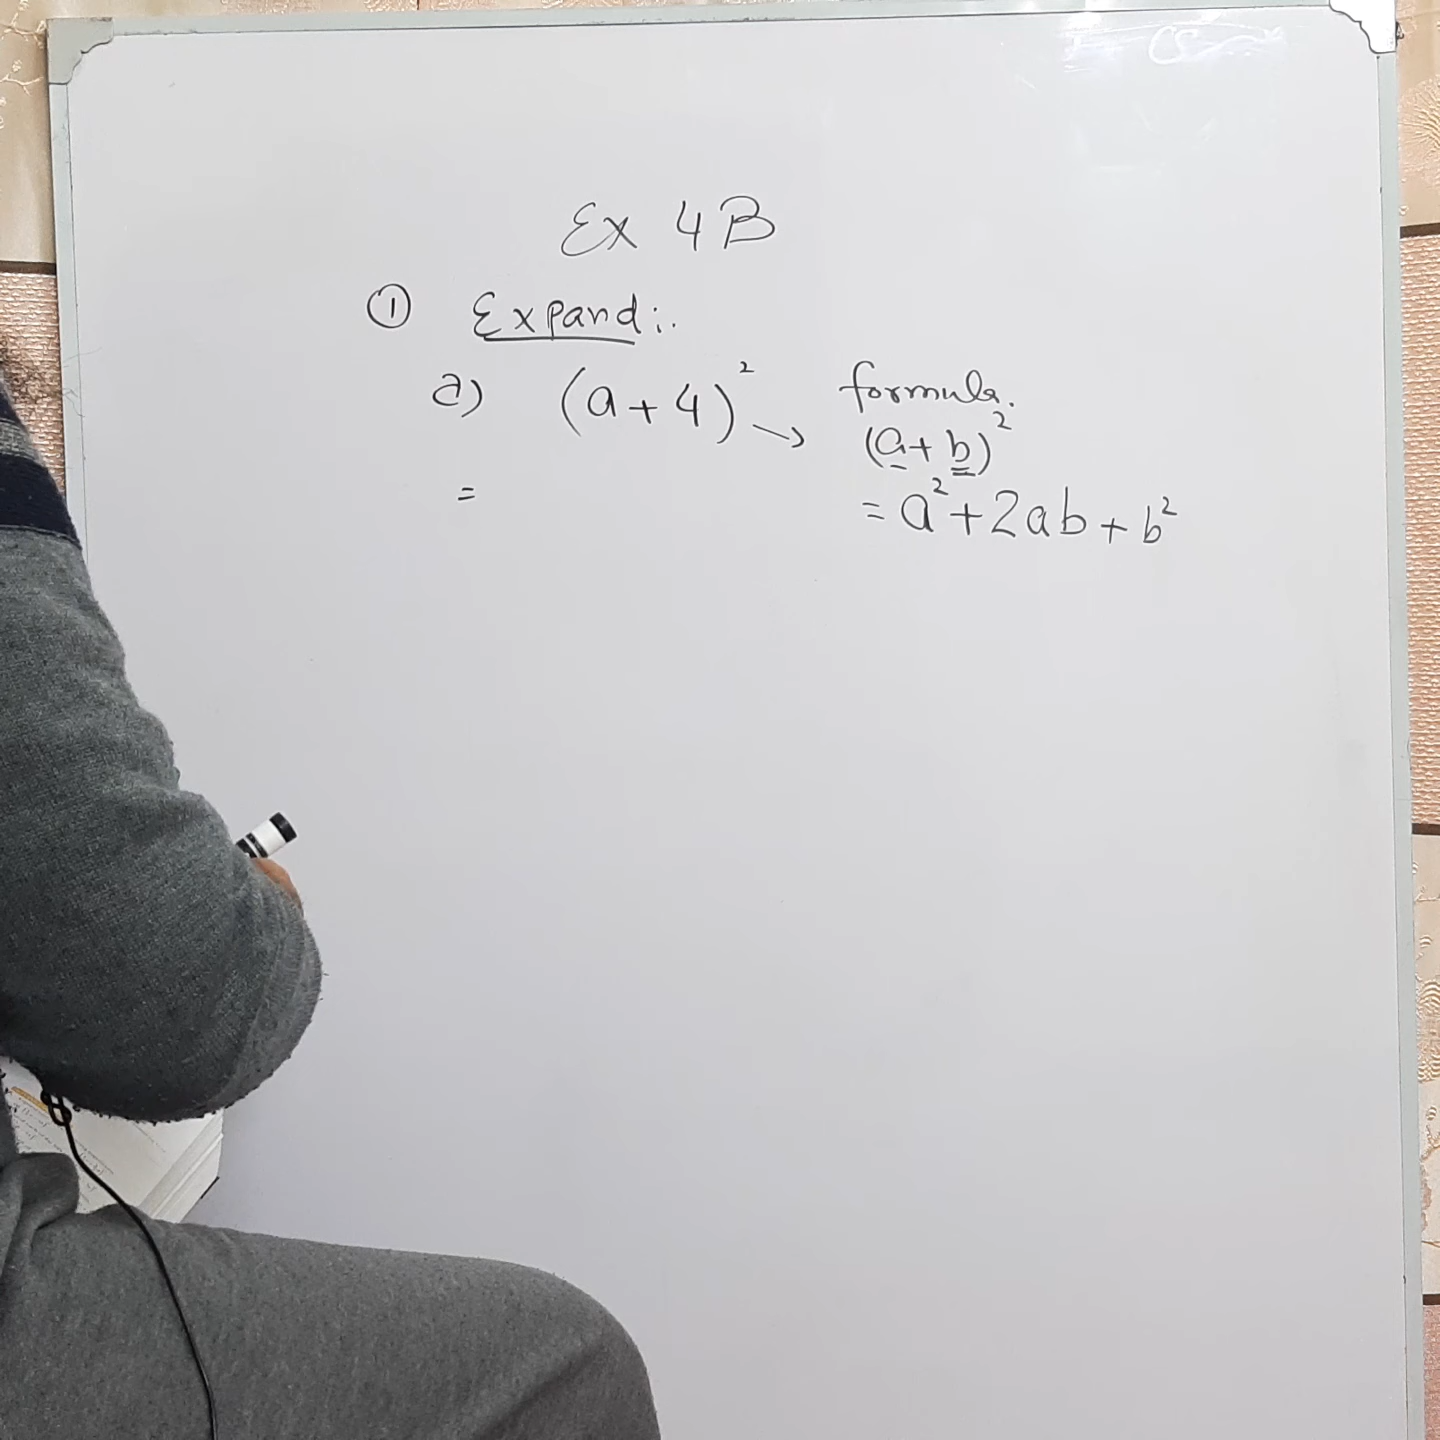 Ex 4B
① Expand:.
a) (a+4)² → formula.
(a+b)²
= = a²+2ab+b²